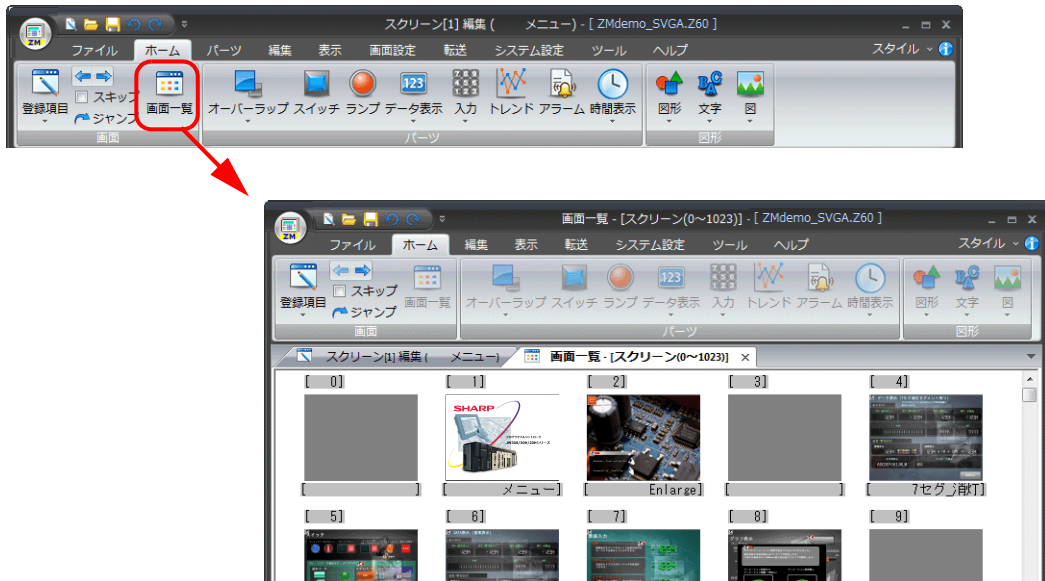 スクリーン[1] 編集 ( メニュー) - [ ZMdemo_SVGA.Z60 ]
ZM
ファイル ホーム パーツ 編集 表示 画面設定 転送 システム設定 ツール ヘルプ スタイル
登録項目 スキップ ジャンプ 画面一覧 オーバーラップ スイッチ ランプ データ表示 入力 トレンド アラーム 時間表示 図形 文字 図
画面 パーツ 図形
画面一覧 - [スクリーン(0～1023)] - [ ZMdemo_SVGA.Z60 ]
ZM
ファイル ホーム 編集 表示 転送 システム設定 ツール ヘルプ スタイル
登録項目 スキップ ジャンプ 画面一覧 オーバーラップ スイッチ ランプ データ表示 入力 トレンド アラーム 時間表示 図形 文字 図
画面 パーツ 図形
スクリーン[1] 編集 ( メニュー) 画面一覧 - [スクリーン(0～1023)]
[ 0] [ 1] [ 2] [ 3] [ 4]
SHARP
[ ] [ メニュー] [ Enlarge] [ ] [ 7セグ_消灯]
[ 5] [ 6] [ 7] [ 8] [ 9]